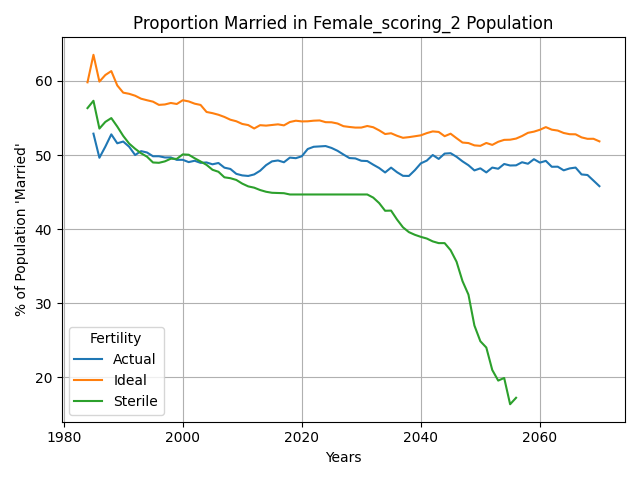 Proportion Married in Female_scoring_2 Population
% of Population 'Married'
60
50
40
30
20
Fertility
Actual
Ideal
Sterile
1980 2000 2020 2040 2060
Years